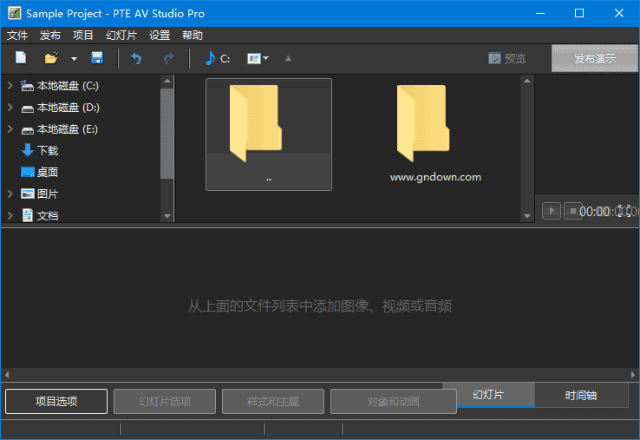 Sample Project - PTE AV Studio Pro
文件 发布 项目 幻灯片 设置 帮助
C: 预览 发布演示
本地磁盘 (C:)
本地磁盘 (D:)
本地磁盘 (E:)
下载
桌面
图片
文档
..
www.gndown.com
00:00
从上面的文件列表中添加图像、视频或音频
项目选项 幻灯片选项 样式和主题 对象和动画 幻灯片 时间轴